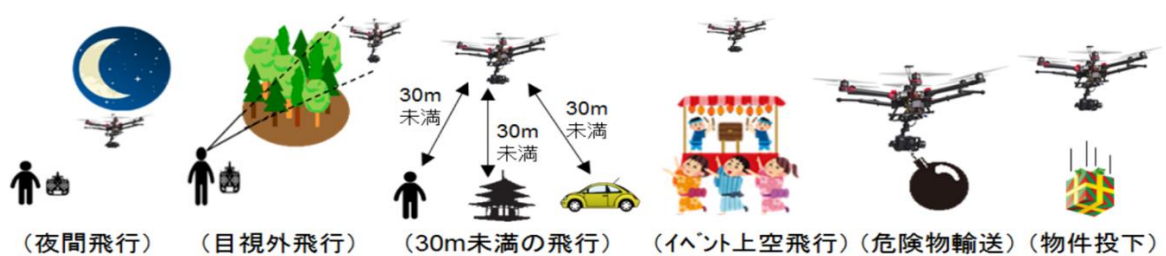 30m
未満
30m
未満
30m
未満
（夜間飛行）
（目視外飛行）
（30m未満の飛行）
（ｲﾍﾞﾝﾄ上空飛行）
（危険物輸送）
（物件投下）